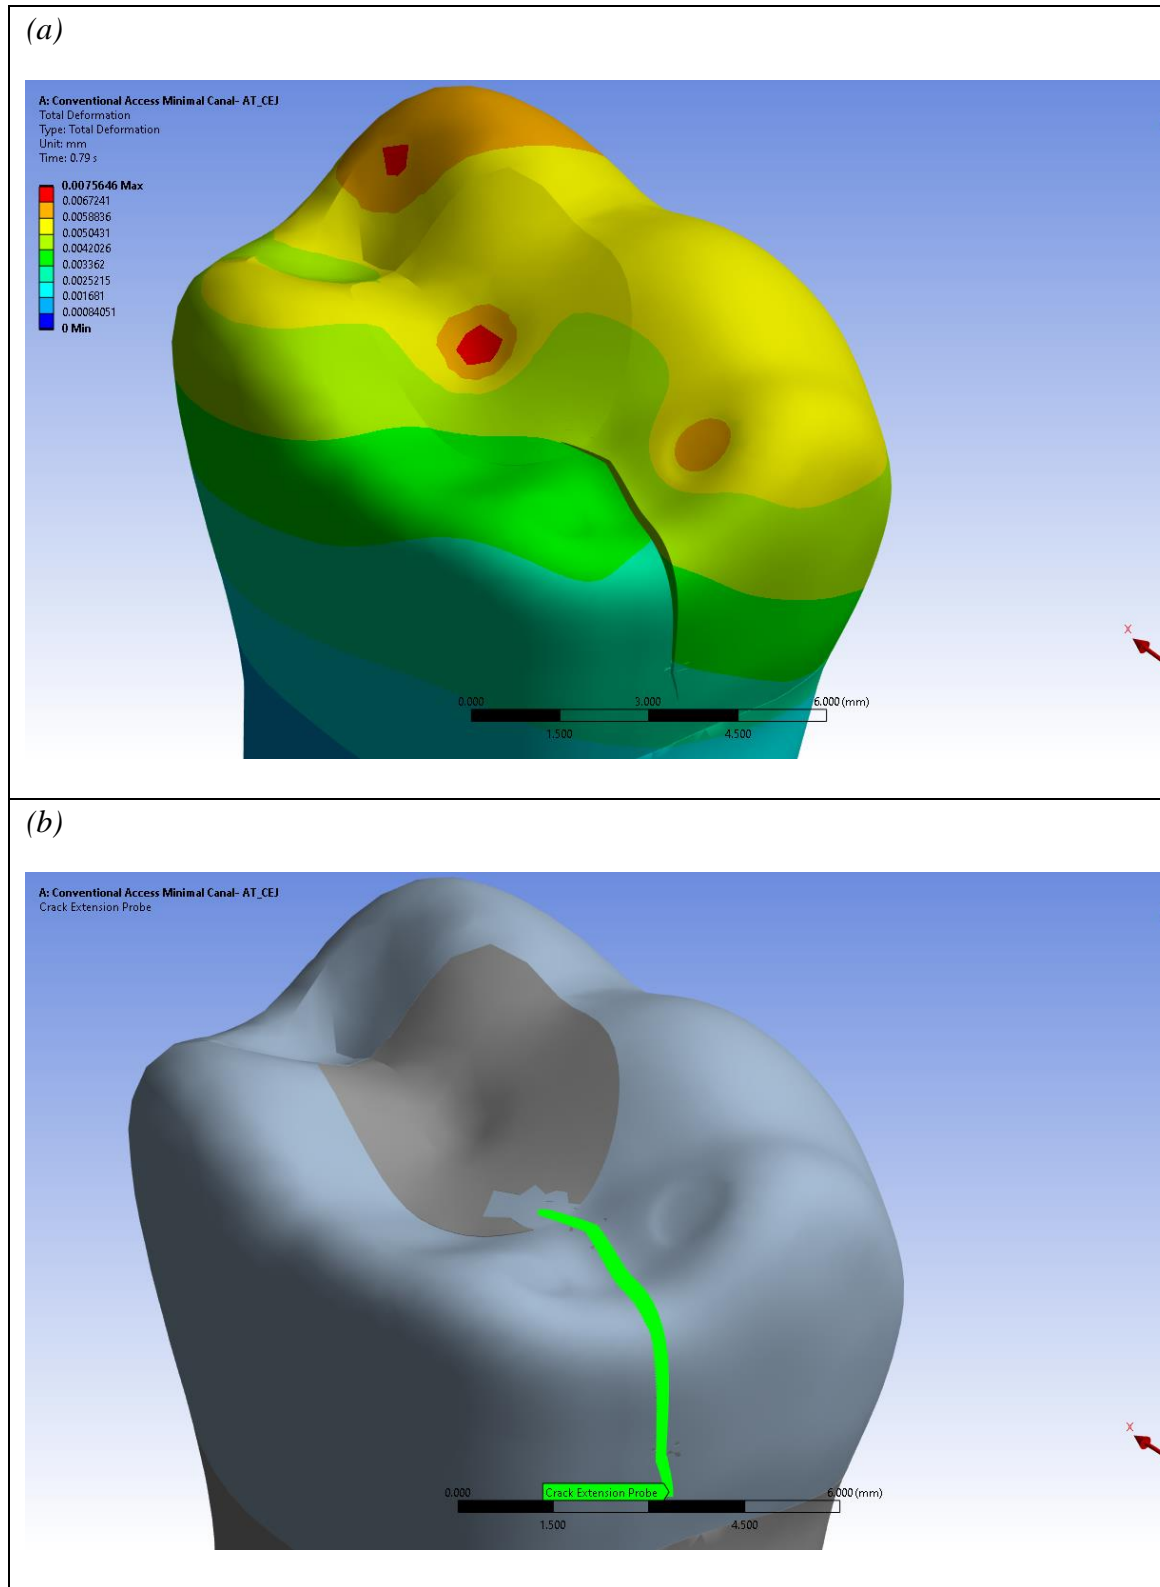 (a)
A: Conventional Access Minimal Canal- AT_CEJ
Total Deformation
Type: Total Deformation
Unit: mm
Time: 0.79 s
0.0075646 Max
0.0067241
0.0058836
0.0050431
0.0042026
0.003362
0.0025215
0.001681
0.00084051
0 Min
X
0.000 3.000 6.000 (mm)
1.500 4.500
(b)
A: Conventional Access Minimal Canal- AT_CEJ
Crack Extension Probe
X
Crack Extension Probe
0.000 6.000 (mm)
1.500 4.500